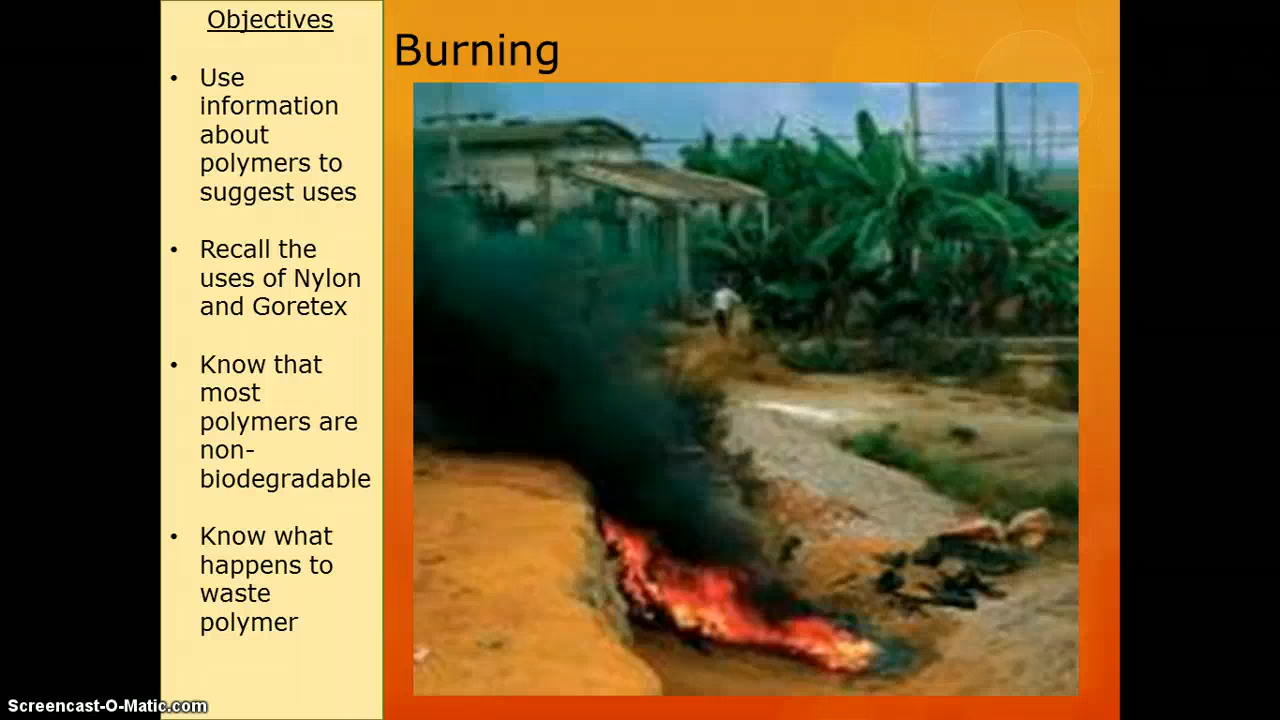 Objectives
• Use
information
about
polymers to
suggest uses
• Recall the
uses of Nylon
and Goretex
• Know that
most
polymers are
non-
biodegradable
• Know what
happens to
waste
polymer
Burning
Screencast-O-Matic.com